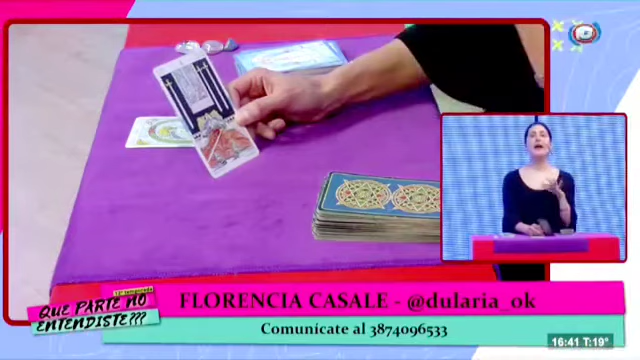 FLORENCIA CASALE - @dularia_ok
QUE PARTE NO
ENTENDISTE???
Comunicate al 3874096533
16:41 T:19°